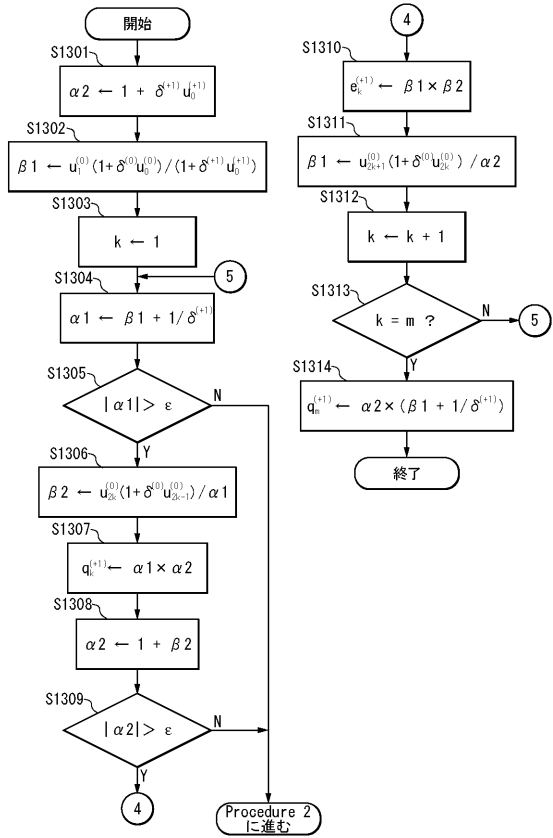 開始
S1301
α2 ← 1 + δ^(+1) u_0^(+1)
S1302
β1 ← u_1^(0) (1+δ^(0) u_0^(0)) / (1+δ^(+1) u_0^(+1))
S1303
k ← 1
5
S1304
α1 ← β1 + 1/δ^(+1)
S1305
|α1| > ε
N
Y
S1306
β2 ← u_2k^(0) (1+δ^(0) u_2k-1^(0)) / α1
S1307
q_k^(+1) ← α1 × α2
S1308
α2 ← 1 + β2
S1309
|α2| > ε
N
Y
4
Procedure 2
に進む
4
S1310
e_k^(+1) ← β1 × β2
S1311
β1 ← u_2k+1^(0) (1+δ^(0) u_2k^(0)) / α2
S1312
k ← k + 1
S1313
k = m ?
N
5
Y
S1314
q_m^(+1) ← α2 × (β1 + 1/δ^(+1))
終了